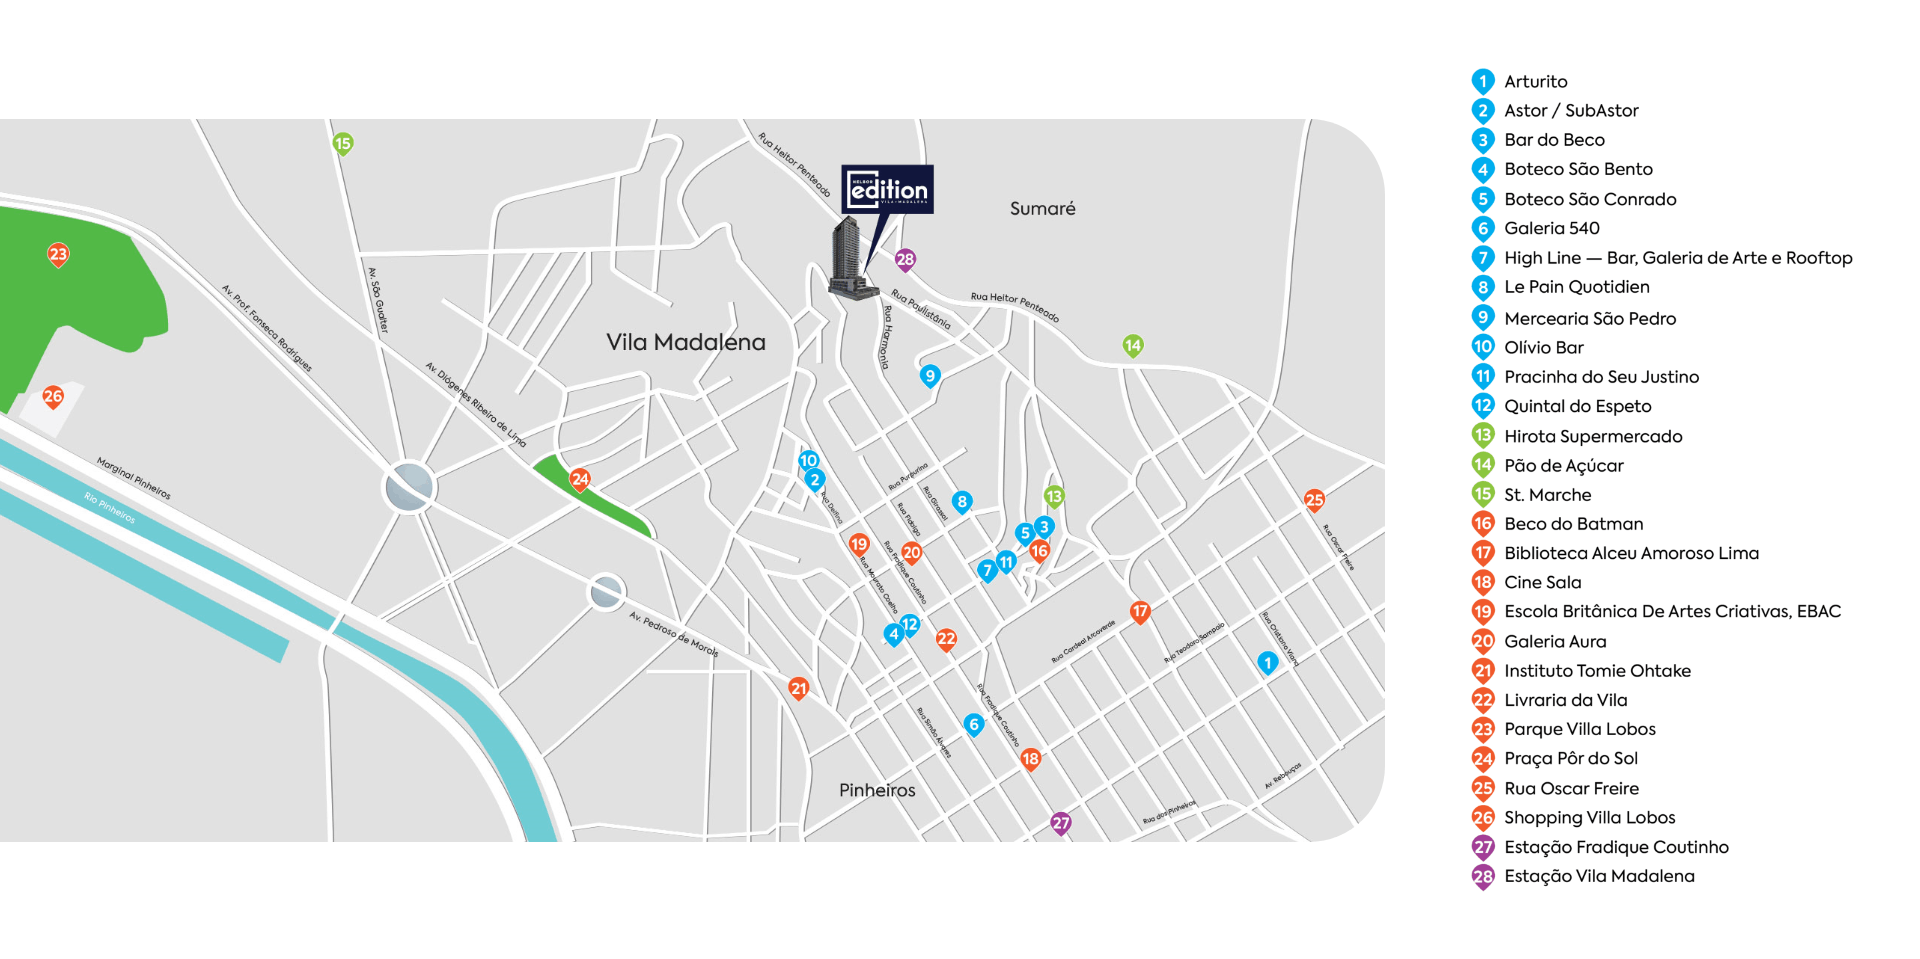 Rua Heitor Penteado
HELBOR
edition
VILA MADALENA
Sumaré
15
23
28
Av. São Gualter
Av. Prof. Fonseca Rodrigues
Rua Paulistânia
Rua Heitor Penteado
Rua Harmonia
Vila Madalena
14
9
Av. Diógenes Ribeiro de Lima
26
Marginal Pinheiros
Rio Pinheiros
24
10
2
Rua Delfina
Rua Purpurina
Rua Girassol
Rua Fidalga
8
13
25
Rua Oscar Freire
5
3
16
11
7
19
20
Rua Mourato Coelho
Rua Fradique Coutinho
Av. Pedroso de Morais
12
4
22
17
Rua Cardeal Arcoverde
Rua Teodoro Sampaio
Rua Cristiano Viana
1
21
Rua Fradique Coutinho
Rua Simão Álvares
6
18
Pinheiros
Av. Rebouças
Rua dos Pinheiros
27
1 Arturito
2 Astor / SubAstor
3 Bar do Beco
4 Boteco São Bento
5 Boteco São Conrado
6 Galeria 540
7 High Line — Bar, Galeria de Arte e Rooftop
8 Le Pain Quotidien
9 Mercearia São Pedro
10 Olívio Bar
11 Pracinha do Seu Justino
12 Quintal do Espeto
13 Hirota Supermercado
14 Pão de Açúcar
15 St. Marche
16 Beco do Batman
17 Biblioteca Alceu Amoroso Lima
18 Cine Sala
19 Escola Britânica De Artes Criativas, EBAC
20 Galeria Aura
21 Instituto Tomie Ohtake
22 Livraria da Vila
23 Parque Villa Lobos
24 Praça Pôr do Sol
25 Rua Oscar Freire
26 Shopping Villa Lobos
27 Estação Fradique Coutinho
28 Estação Vila Madalena